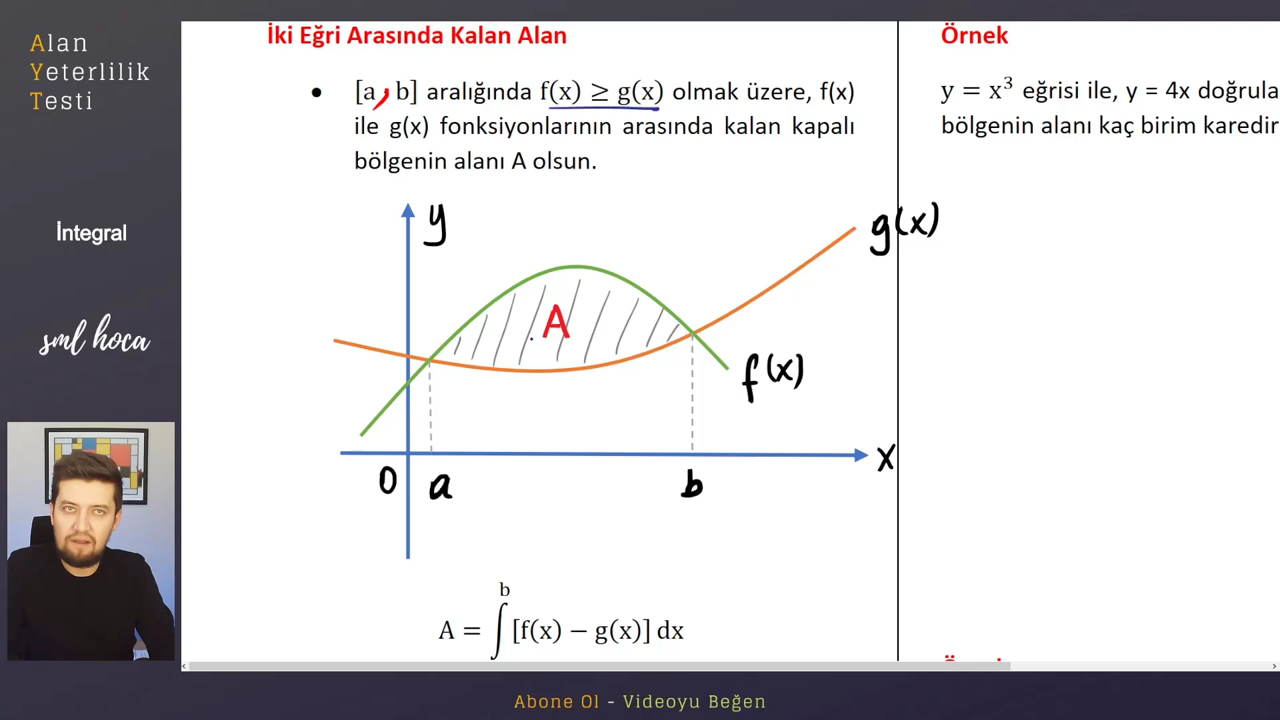 Alan
Yeterlilik
Testi
İntegral
sml hoca
İki Eğri Arasında Kalan Alan
• [a , b] aralığında f(x) ≥ g(x) olmak üzere, f(x)
ile g(x) fonksiyonlarının arasında kalan kapalı
bölgenin alanı A olsun.
y
g(x)
A
f(x)
0
a
b
x
b
A = ∫ [f(x) − g(x)] dx
Örnek
y = x³ eğrisi ile, y = 4x doğrula
bölgenin alanı kaç birim karedir
Abone Ol - Videoyu Beğen